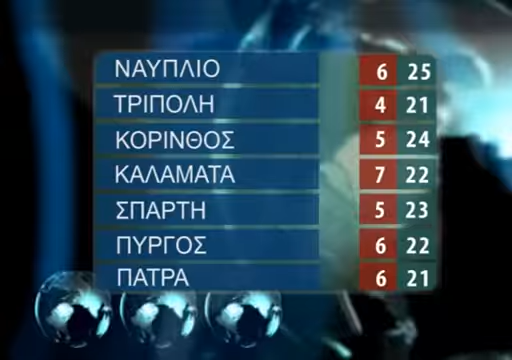 ΝΑΥΠΛΙΟ 6 25
ΤΡΙΠΟΛΗ 4 21
ΚΟΡΙΝΘΟΣ 5 24
ΚΑΛΑΜΑΤΑ 7 22
ΣΠΑΡΤΗ 5 23
ΠΥΡΓΟΣ 6 22
ΠΑΤΡΑ 6 21